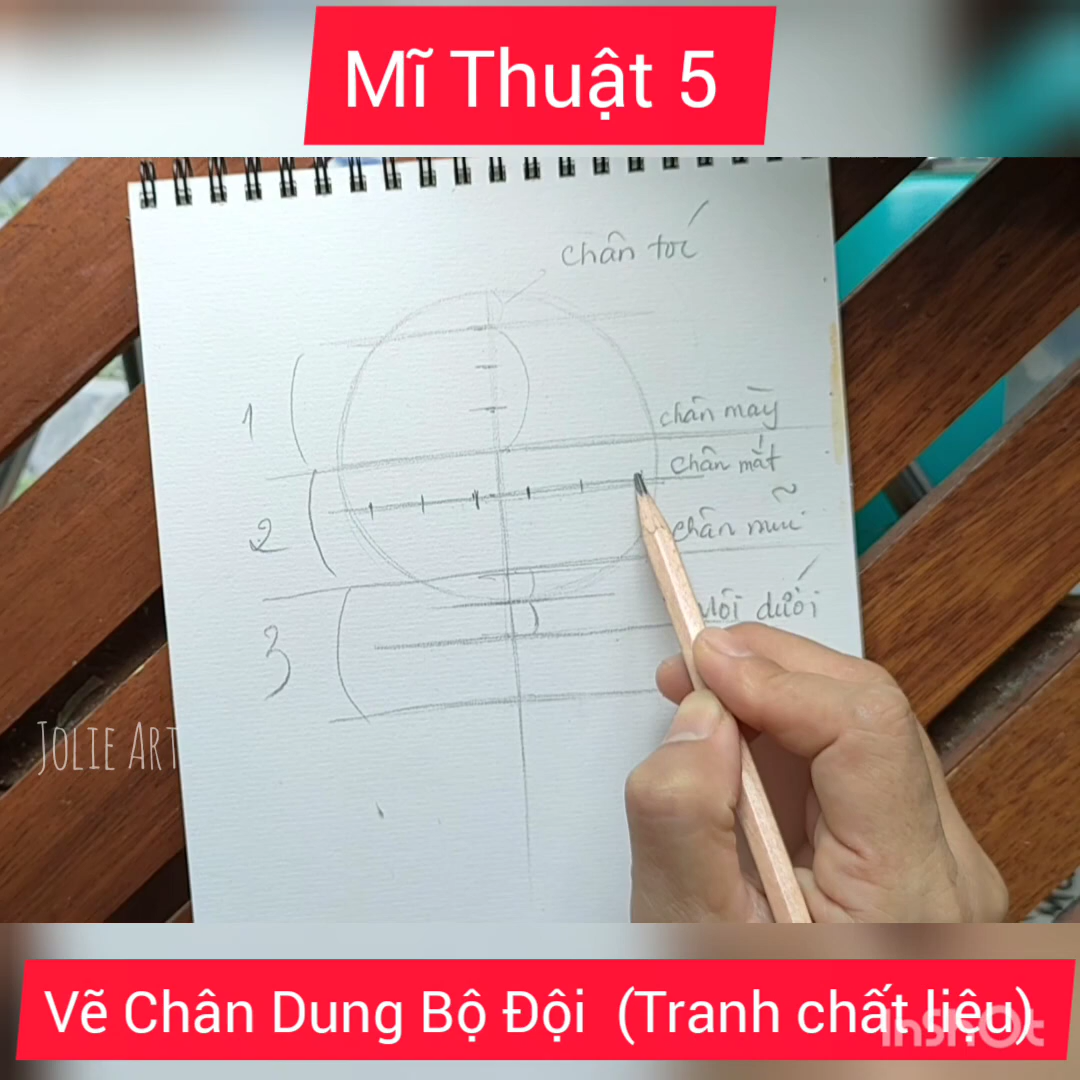 Mĩ Thuật 5
chân tóc
1
chân mày
chân mắt
2
chân mũi
môi dưới
3
JOLIE ART
Vẽ Chân Dung Bộ Đội (Tranh chất liệu)
InShOt